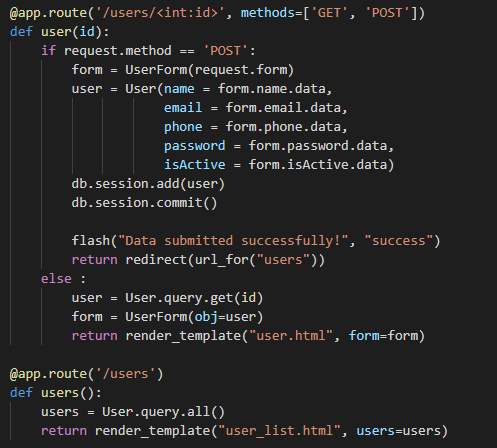 @app.route('/users/<int:id>', methods=['GET', 'POST'])
def user(id):
    if request.method == 'POST':
        form = UserForm(request.form)
        user = User(name = form.name.data,
                    email = form.email.data,
                    phone = form.phone.data,
                    password = form.password.data,
                    isActive = form.isActive.data)
        db.session.add(user)
        db.session.commit()

        flash("Data submitted successfully!", "success")
        return redirect(url_for("users"))
    else :
        user = User.query.get(id)
        form = UserForm(obj=user)
        return render_template("user.html", form=form)

@app.route('/users')
def users():
    users = User.query.all()
    return render_template("user_list.html", users=users)